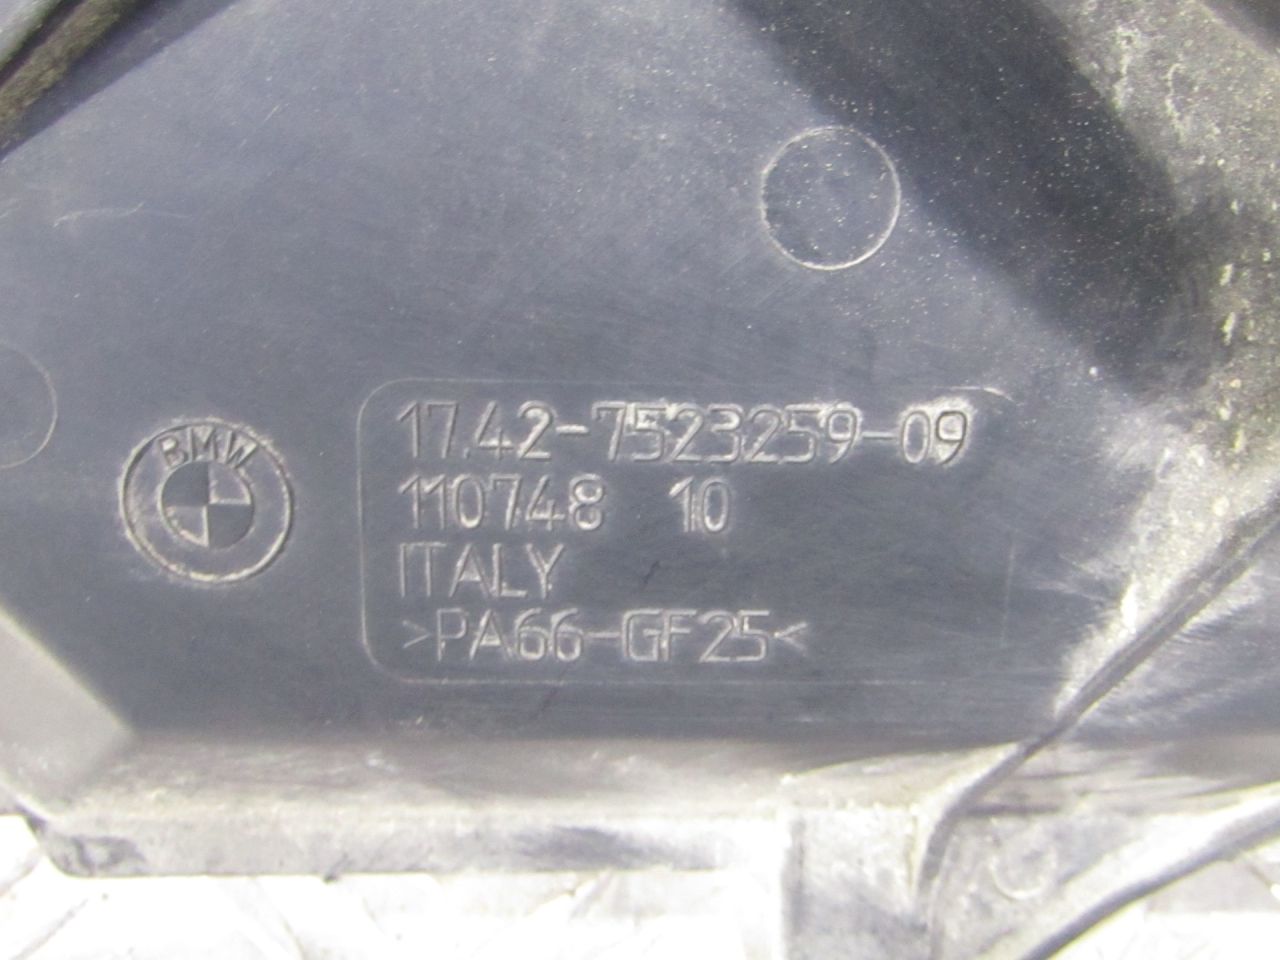 BMW
17.42-7523259-09
110748 10
ITALY
>PA66-GF25<